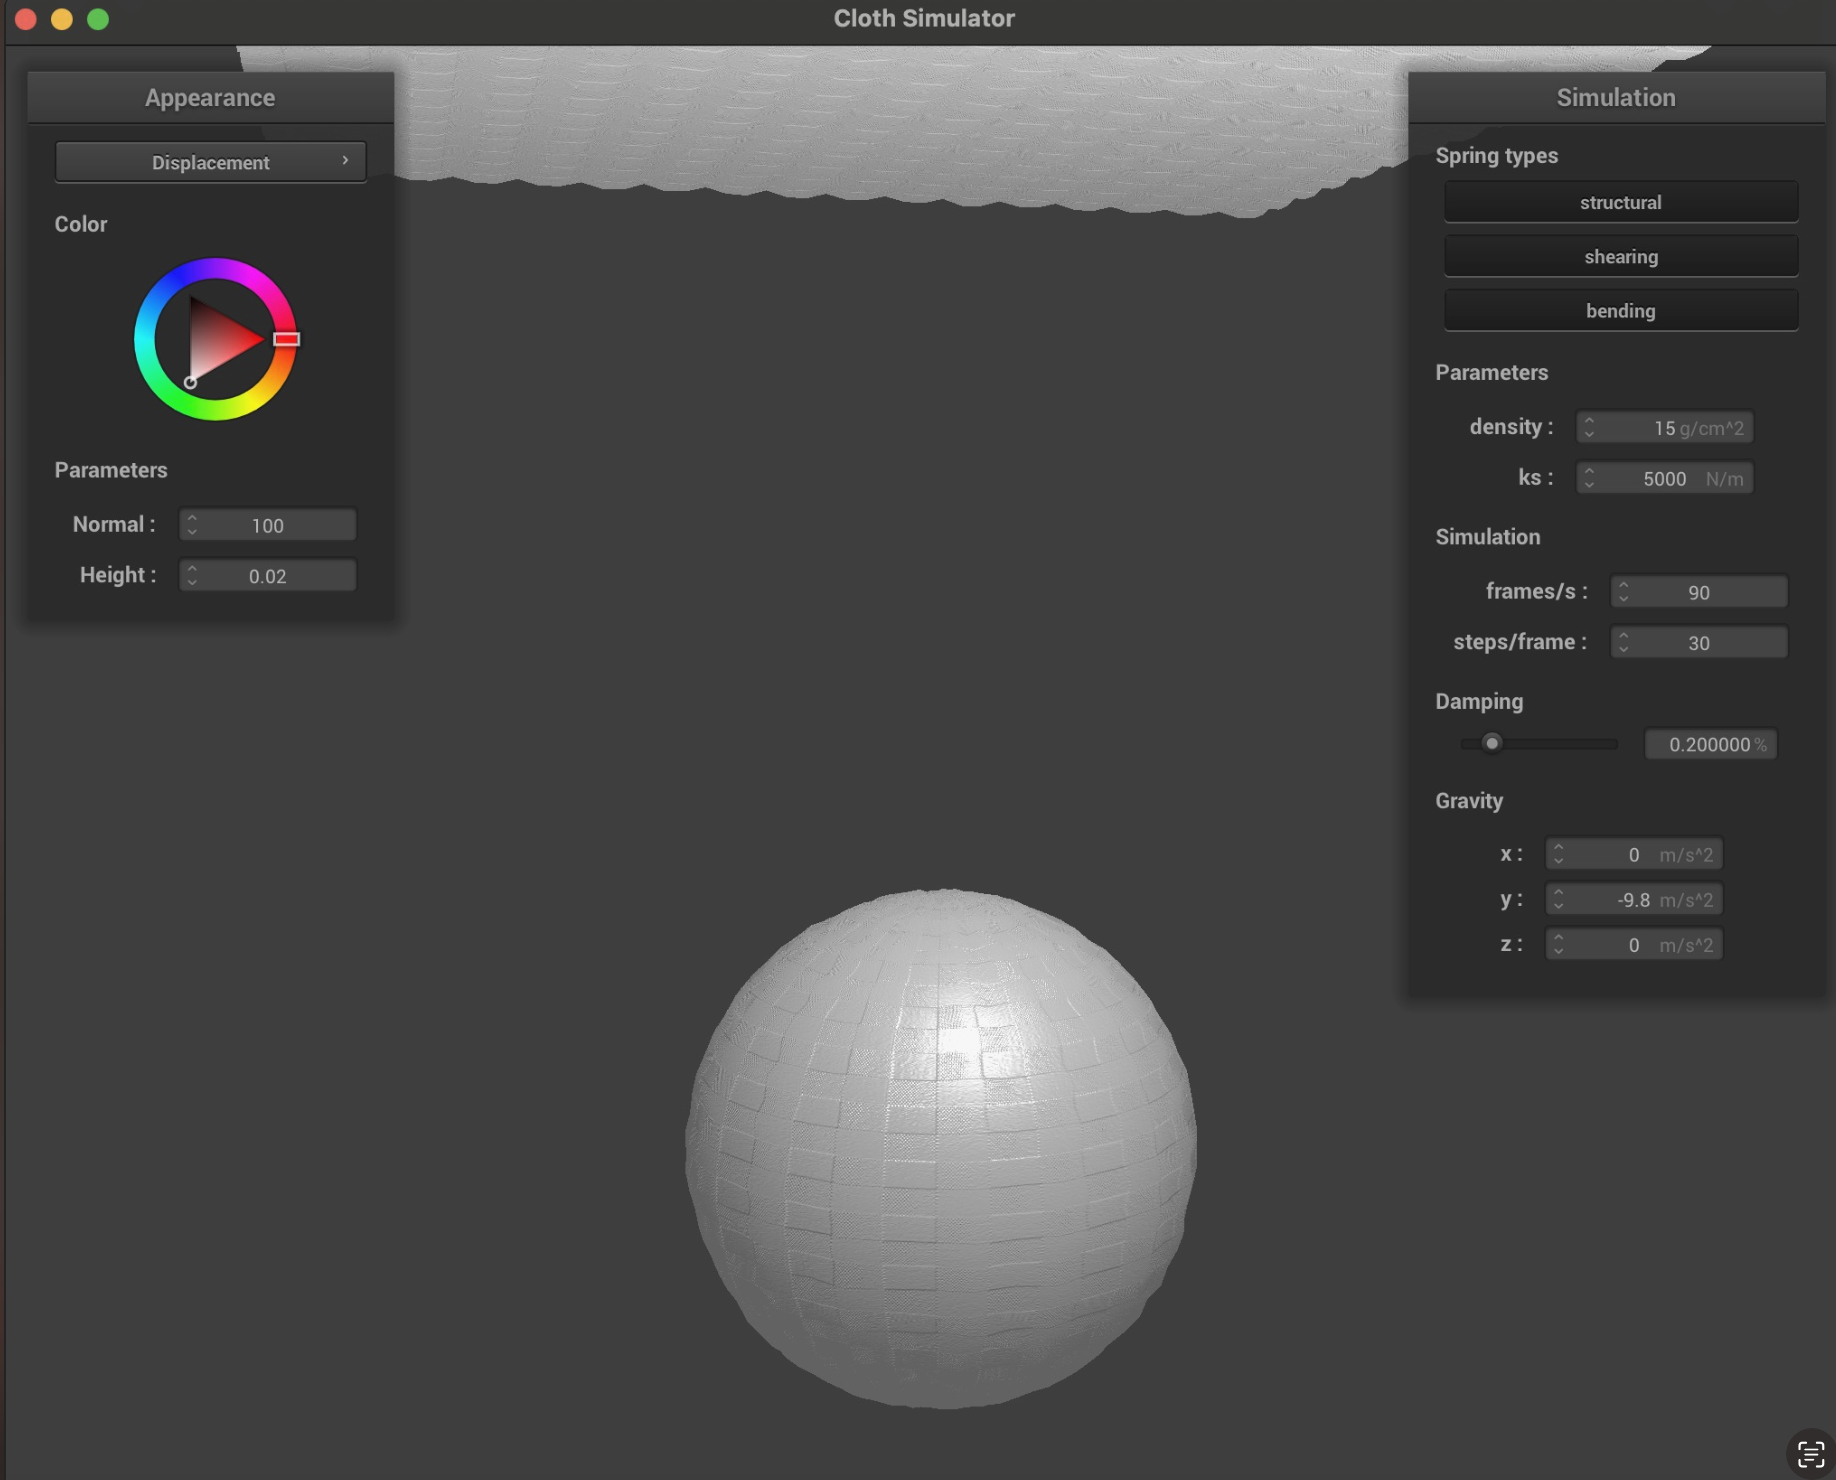 Cloth Simulator
Appearance
Displacement
Color
Parameters
Normal : 100
Height : 0.02
Simulation
Spring types
structural
shearing
bending
Parameters
density : 15 g/cm^2
ks : 5000 N/m
Simulation
frames/s : 90
steps/frame : 30
Damping
0.200000 %
Gravity
x : 0 m/s^2
y : -9.8 m/s^2
z : 0 m/s^2